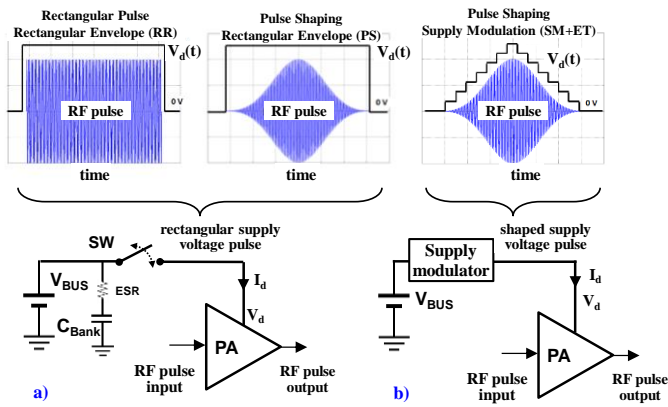 Rectangular Pulse
Rectangular Envelope (RR)
V_d(t)
RF pulse
0 V
time
Pulse Shaping
Rectangular Envelope (PS)
V_d(t)
RF pulse
0 V
time
Pulse Shaping
Supply Modulation (SM+ET)
V_d(t)
RF pulse
0 V
time
rectangular supply
voltage pulse
SW
V_BUS
ESR
C_Bank
I_d
V_d
PA
RF pulse
input
RF pulse
output
a)
shaped supply
voltage pulse
Supply
modulator
V_BUS
I_d
V_d
PA
RF pulse
input
RF pulse
output
b)